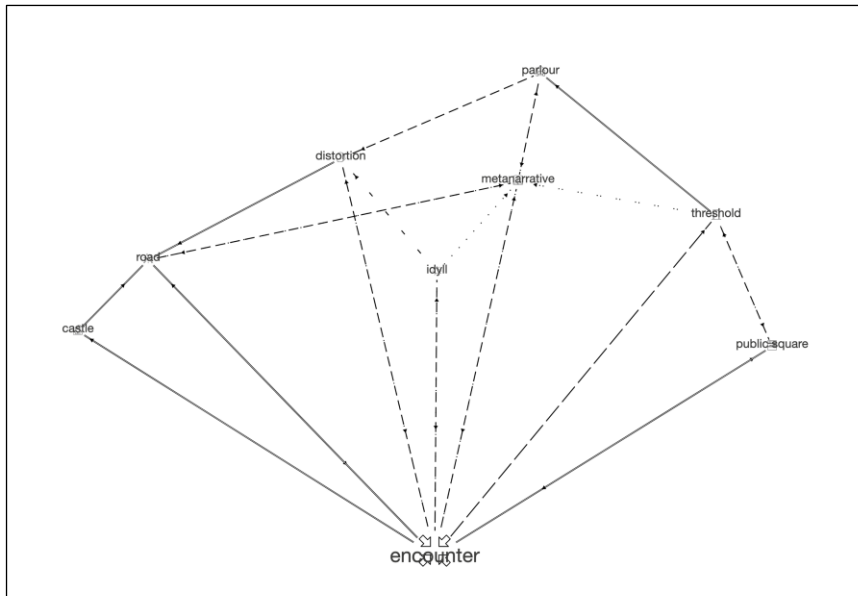 parlour
distortion
metanarrative
threshold
road
idyll
castle
public square
encounter